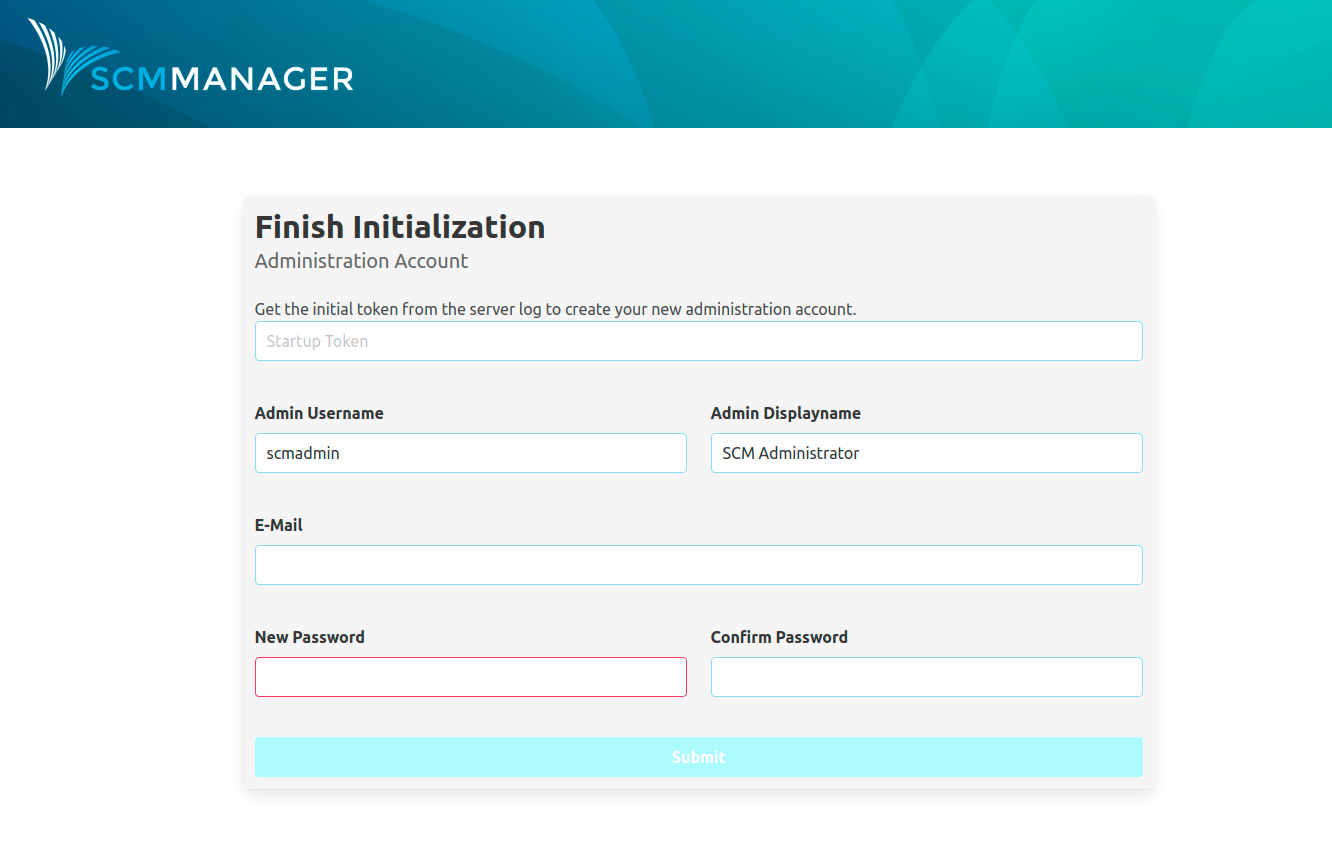 SCMMANAGER
Finish Initialization
Administration Account
Get the initial token from the server log to create your new administration account.
Startup Token
Admin Username
Admin Displayname
scmadmin
SCM Administrator
E-Mail
New Password
Confirm Password
Submit